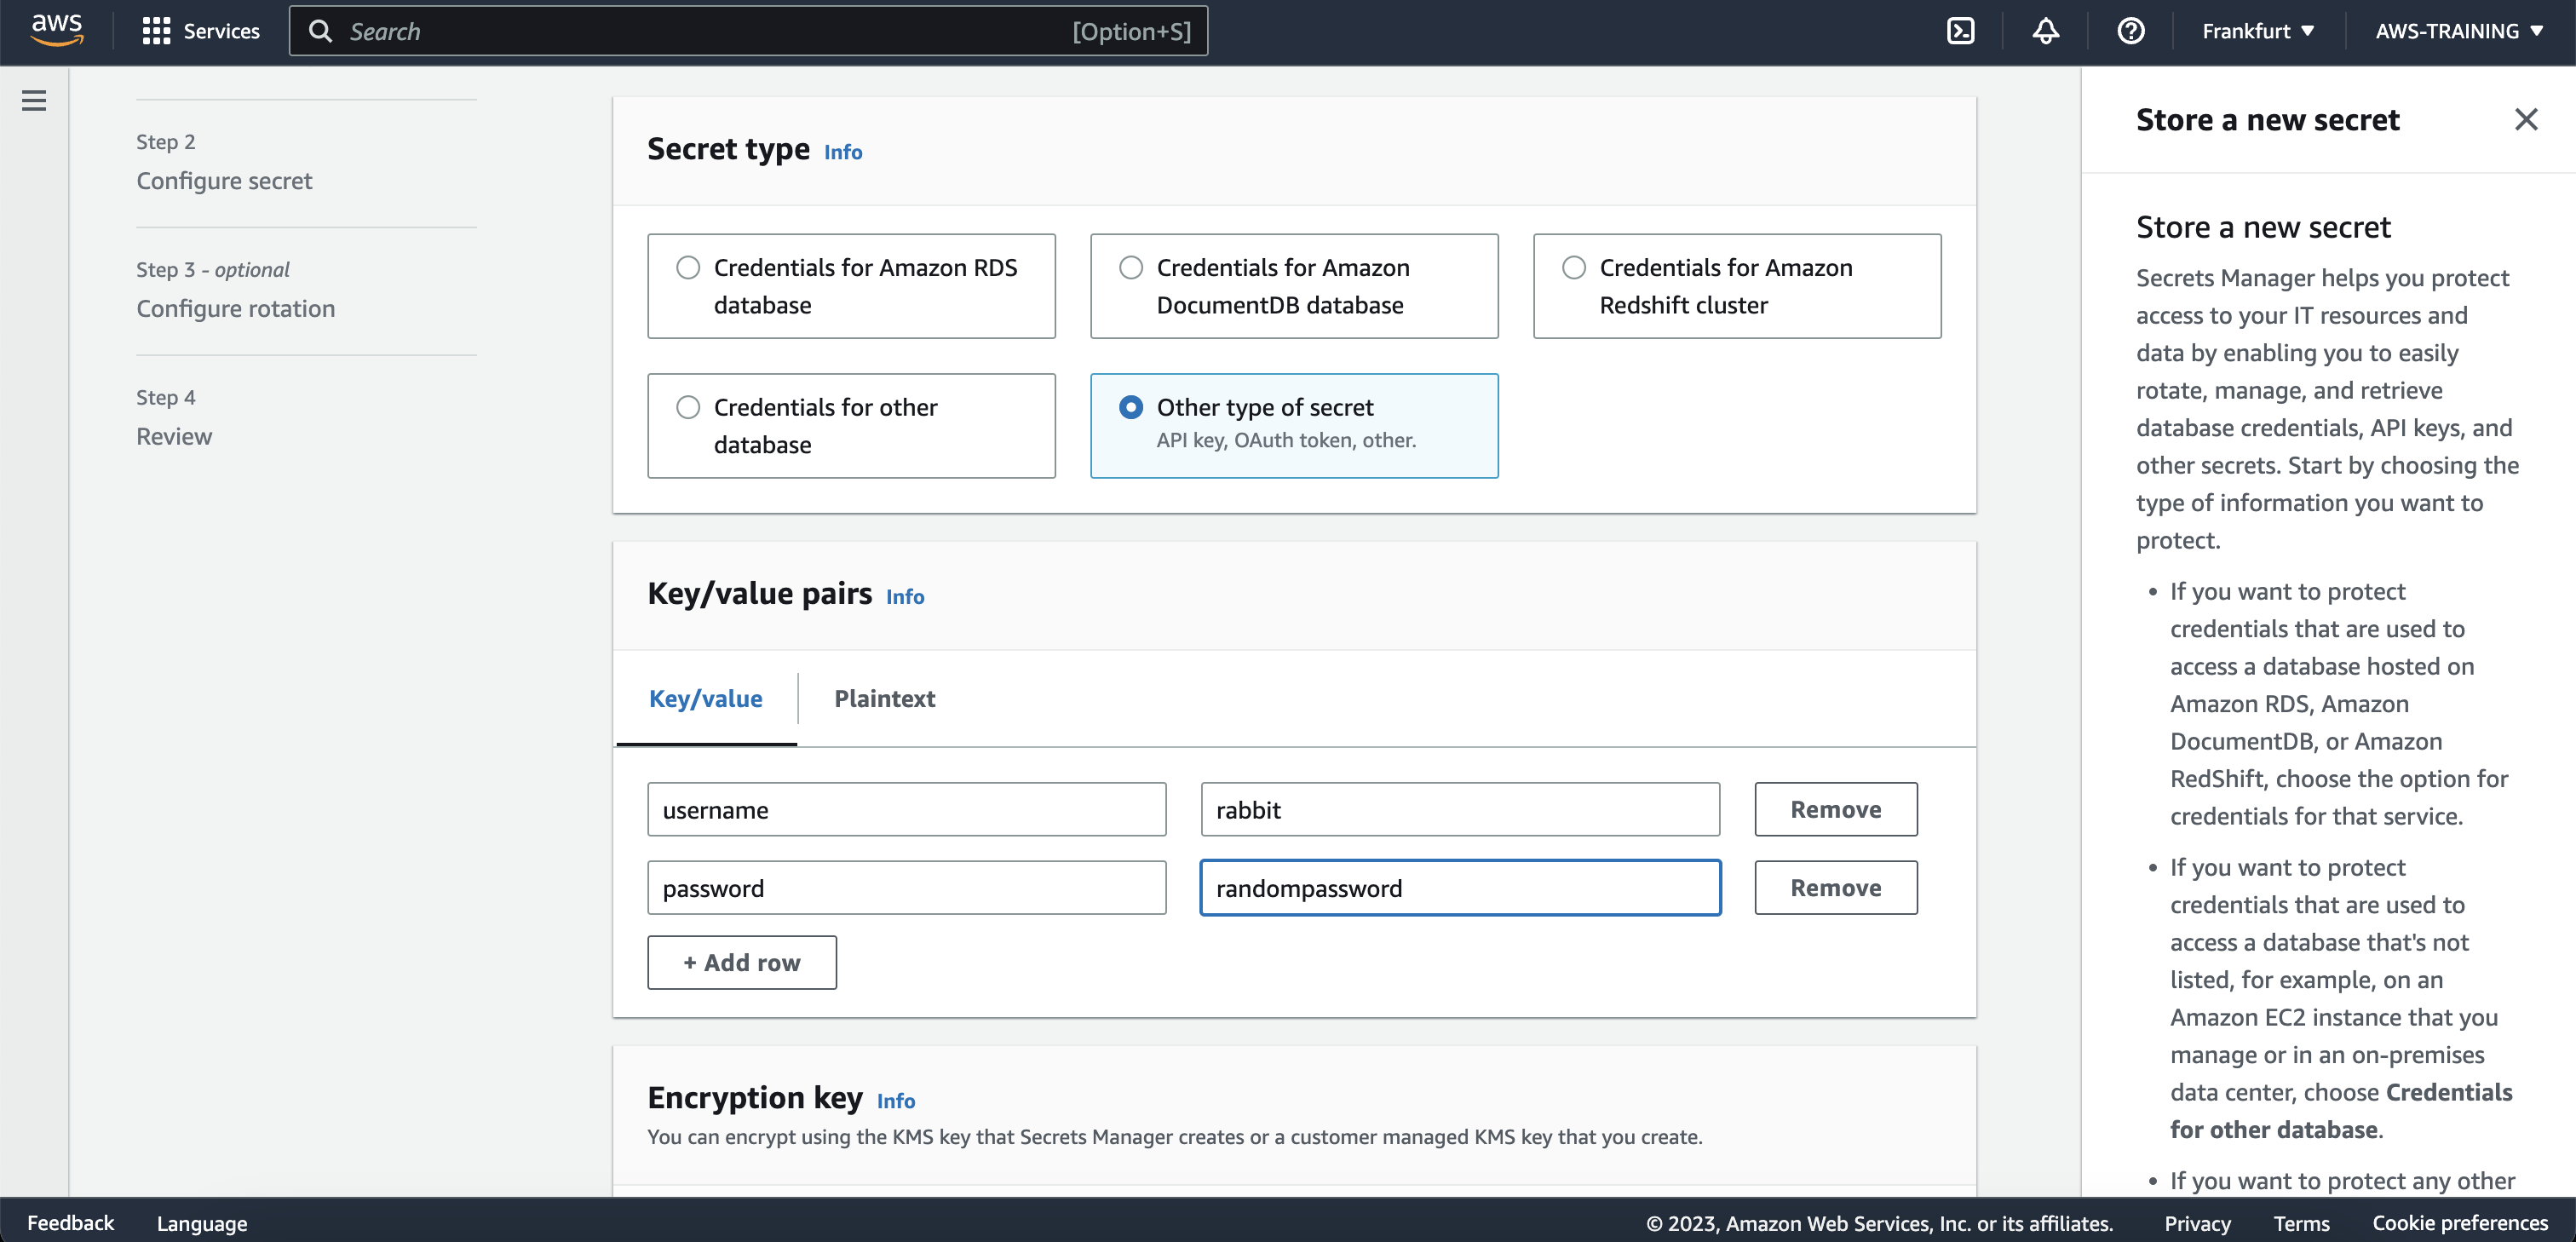 aws
Services
Search
[Option+S]
Frankfurt
AWS-TRAINING
Step 2
Configure secret
Step 3 - optional
Configure rotation
Step 4
Review
Secret type Info
Credentials for Amazon RDS
database
Credentials for Amazon
DocumentDB database
Credentials for Amazon
Redshift cluster
Credentials for other
database
Other type of secret
API key, OAuth token, other.
Key/value pairs Info
Key/value
Plaintext
username
rabbit
Remove
password
randompassword
Remove
+ Add row
Encryption key Info
You can encrypt using the KMS key that Secrets Manager creates or a customer managed KMS key that you create.
Store a new secret
Store a new secret
Secrets Manager helps you protect
access to your IT resources and
data by enabling you to easily
rotate, manage, and retrieve
database credentials, API keys, and
other secrets. Start by choosing the
type of information you want to
protect.
• If you want to protect
credentials that are used to
access a database hosted on
Amazon RDS, Amazon
DocumentDB, or Amazon
RedShift, choose the option for
credentials for that service.
• If you want to protect
credentials that are used to
access a database that's not
listed, for example, on an
Amazon EC2 instance that you
manage or in an on-premises
data center, choose Credentials
for other database.
• If you want to protect any other
Feedback
Language
© 2023, Amazon Web Services, Inc. or its affiliates.
Privacy
Terms
Cookie preferences